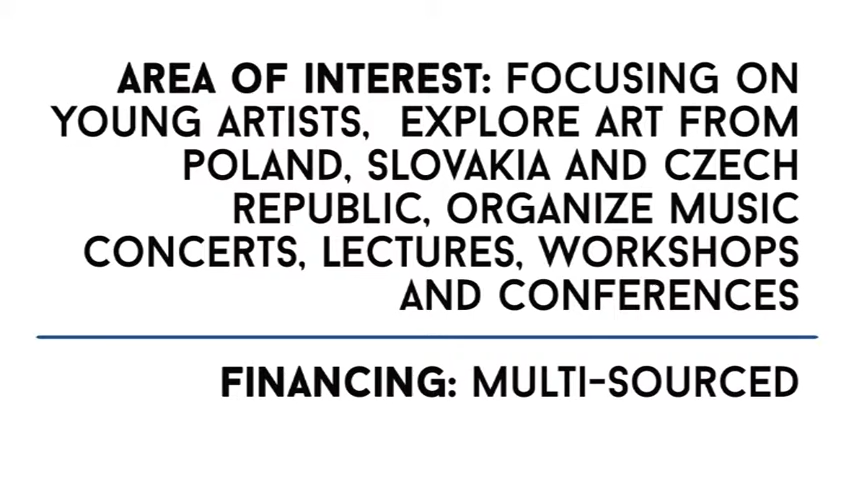 AREA OF INTEREST: FOCUSING ON
YOUNG ARTISTS, EXPLORE ART FROM
POLAND, SLOVAKIA AND CZECH
REPUBLIC, ORGANIZE MUSIC
CONCERTS, LECTURES, WORKSHOPS
AND CONFERENCES
FINANCING: MULTI-SOURCED